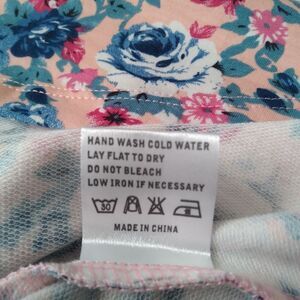 HAND WASH COLD WATER
LAY FLAT TO DRY
DO NOT BLEACH
LOW IRON IF NECESSARY
30
MADE IN CHINA